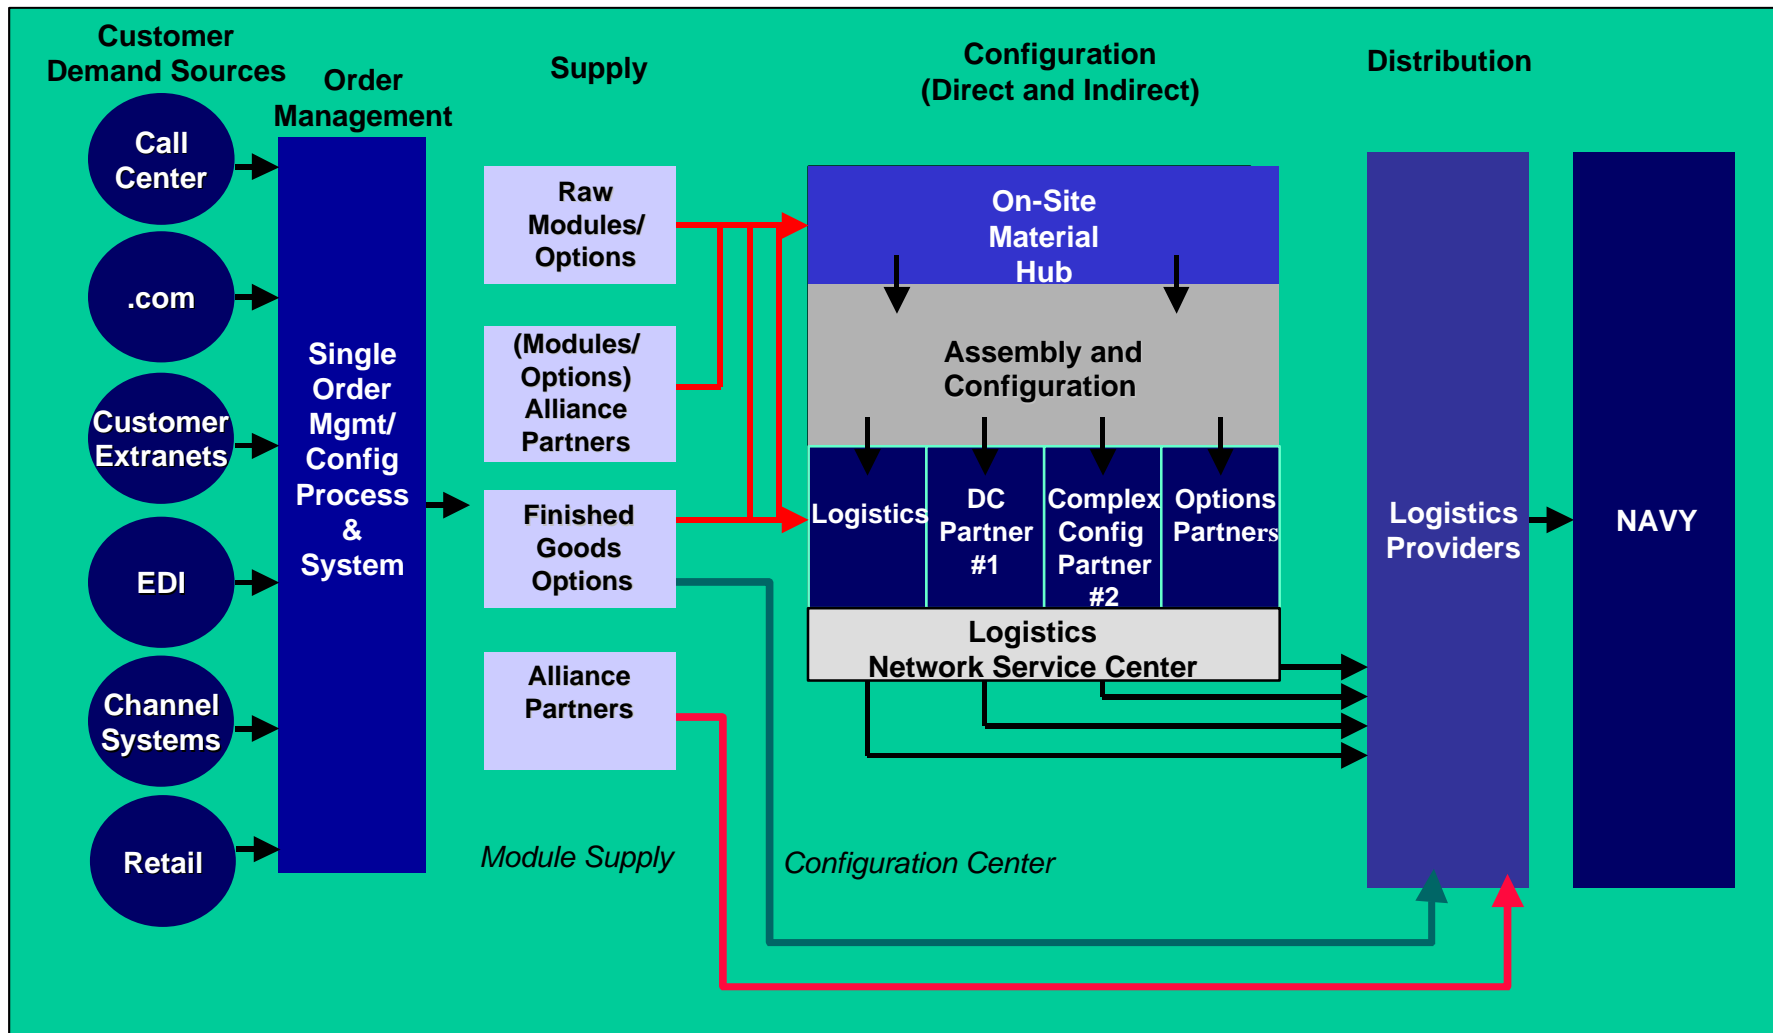 Customer
Demand Sources
Order
Management
Supply
Configuration
(Direct and Indirect)
Distribution
Call
Center
.com
Customer
Extranets
EDI
Channel
Systems
Retail
Single
Order
Mgmt/
Config
Process
&
System
Raw
Modules/
Options
(Modules/
Options)
Alliance
Partners
Finished
Goods
Options
Alliance
Partners
Module Supply
On-Site
Material
Hub
Assembly and
Configuration
Logistics
DC
Partner
#1
Complex
Config
Partner
#2
Options
Partners
Logistics
Network Service Center
Configuration Center
Logistics
Providers
NAVY